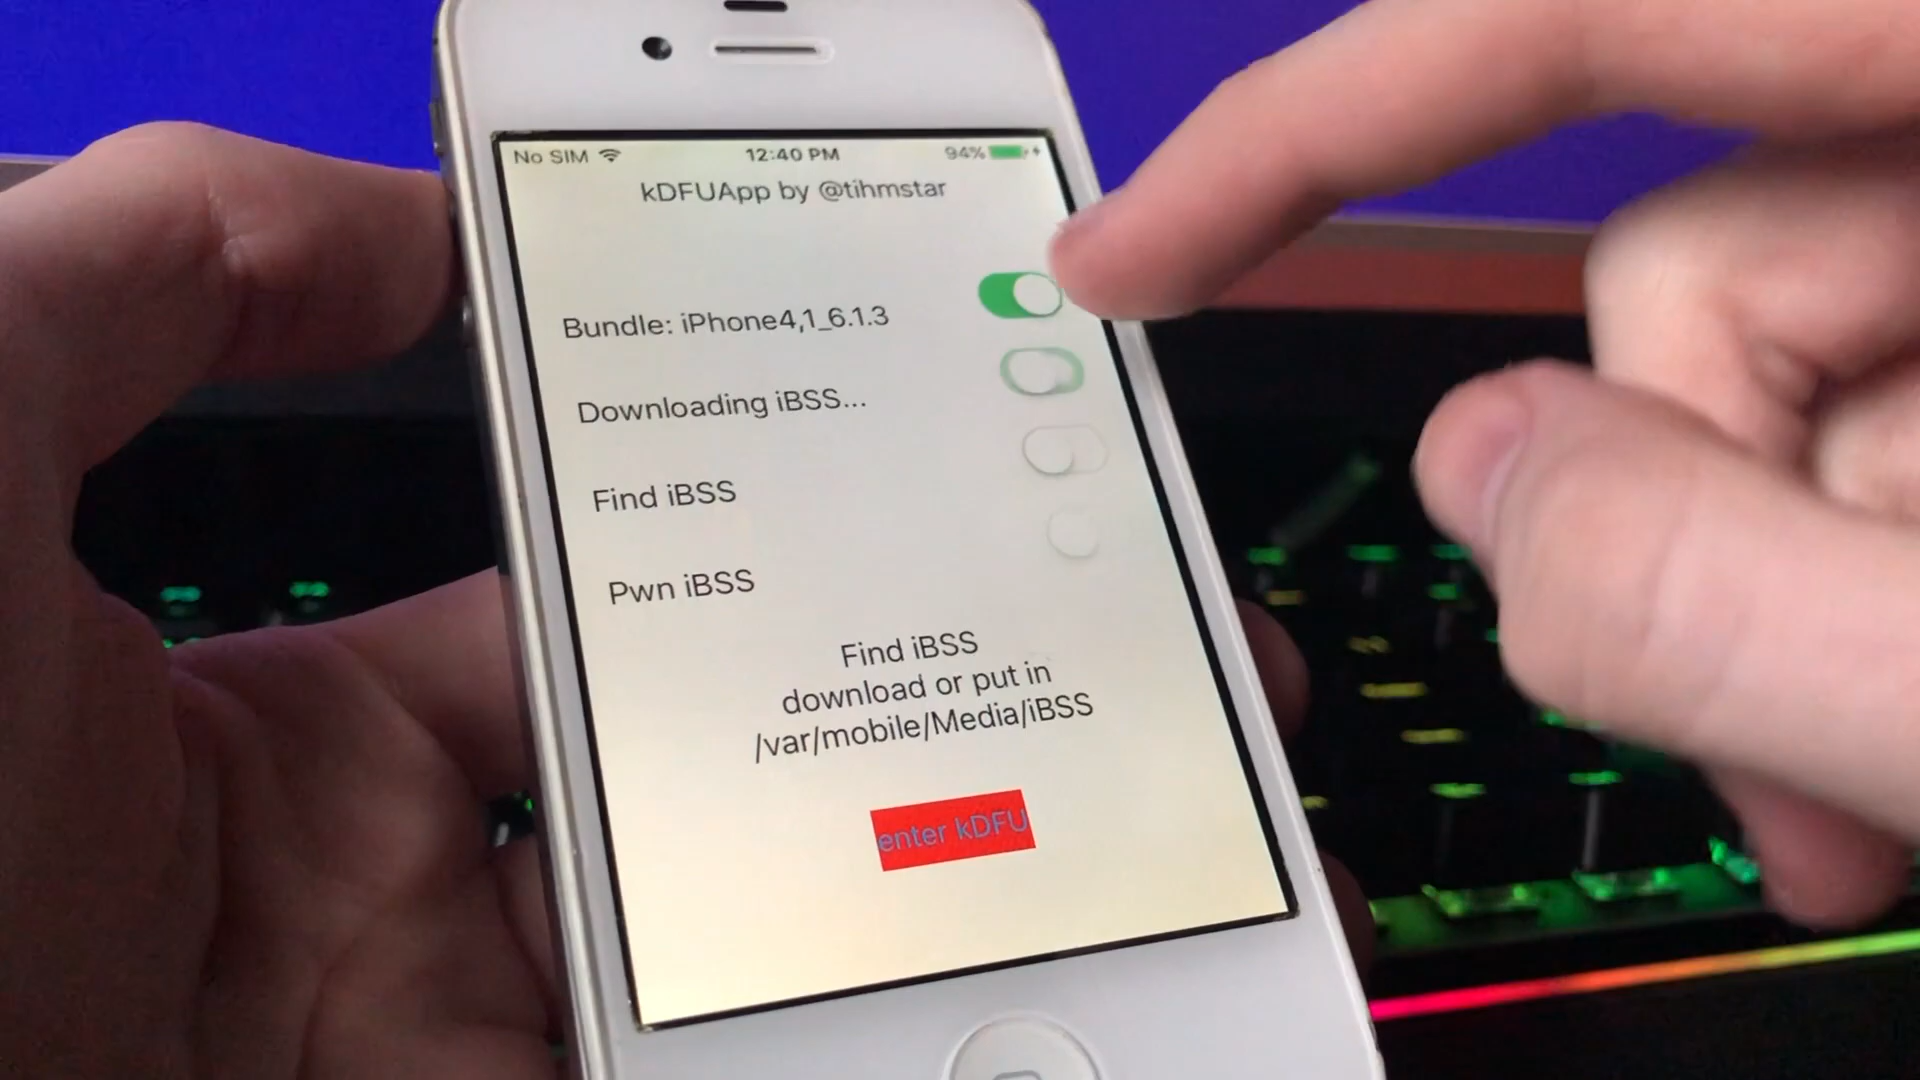 No SIM 12:40 PM 94%
kDFUApp by @tihmstar
Bundle: iPhone4,1_6.1.3
Downloading iBSS...
Find iBSS
Pwn iBSS
Find iBSS
download or put in
/var/mobile/Media/iBSS
enter kDFU